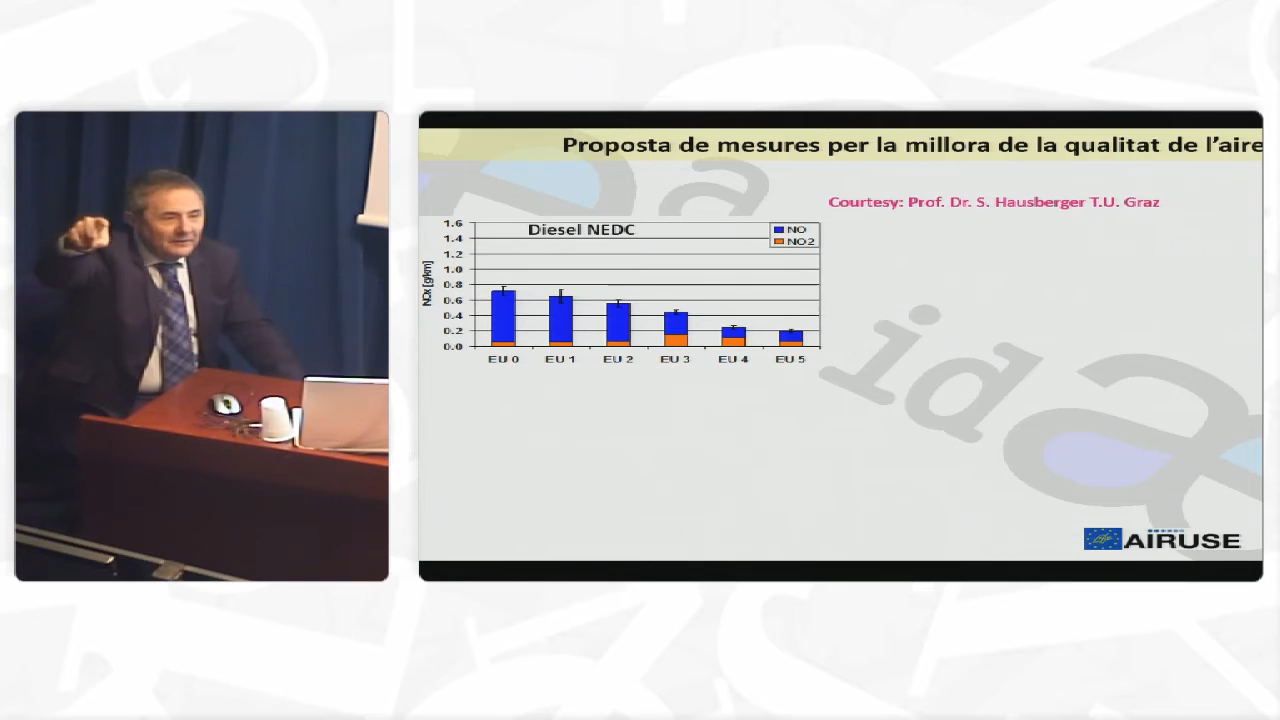 Proposta de mesures per la millora de la qualitat de l'aire
Courtesy: Prof. Dr. S. Hausberger T.U. Graz
Diesel NEDC
NO
NO2
NOx [g/km]
1.6
1.4
1.2
1.0
0.8
0.6
0.4
0.2
0.0
EU 0 EU 1 EU 2 EU 3 EU 4 EU 5
AIRUSE